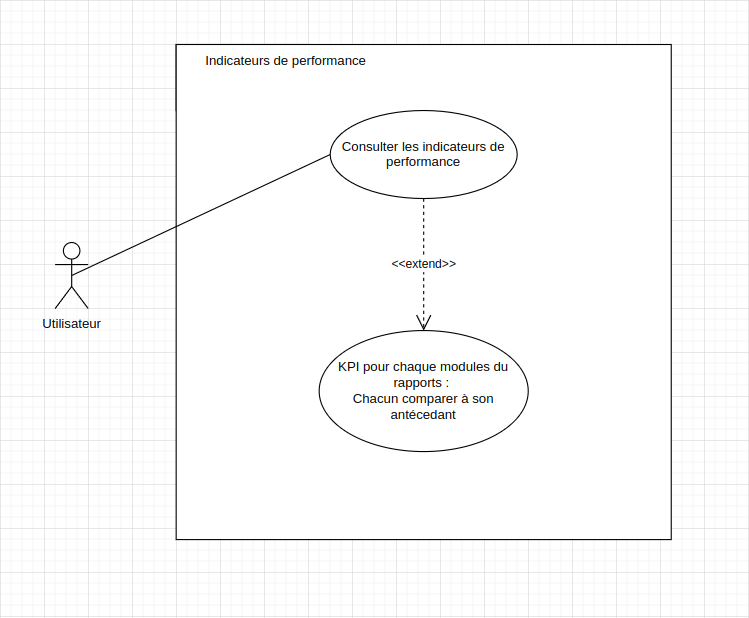 Indicateurs de performance
Consulter les indicateurs de
performance
<<extend>>
Utilisateur
KPI pour chaque modules du
rapports :
Chacun comparer à son
antécedant